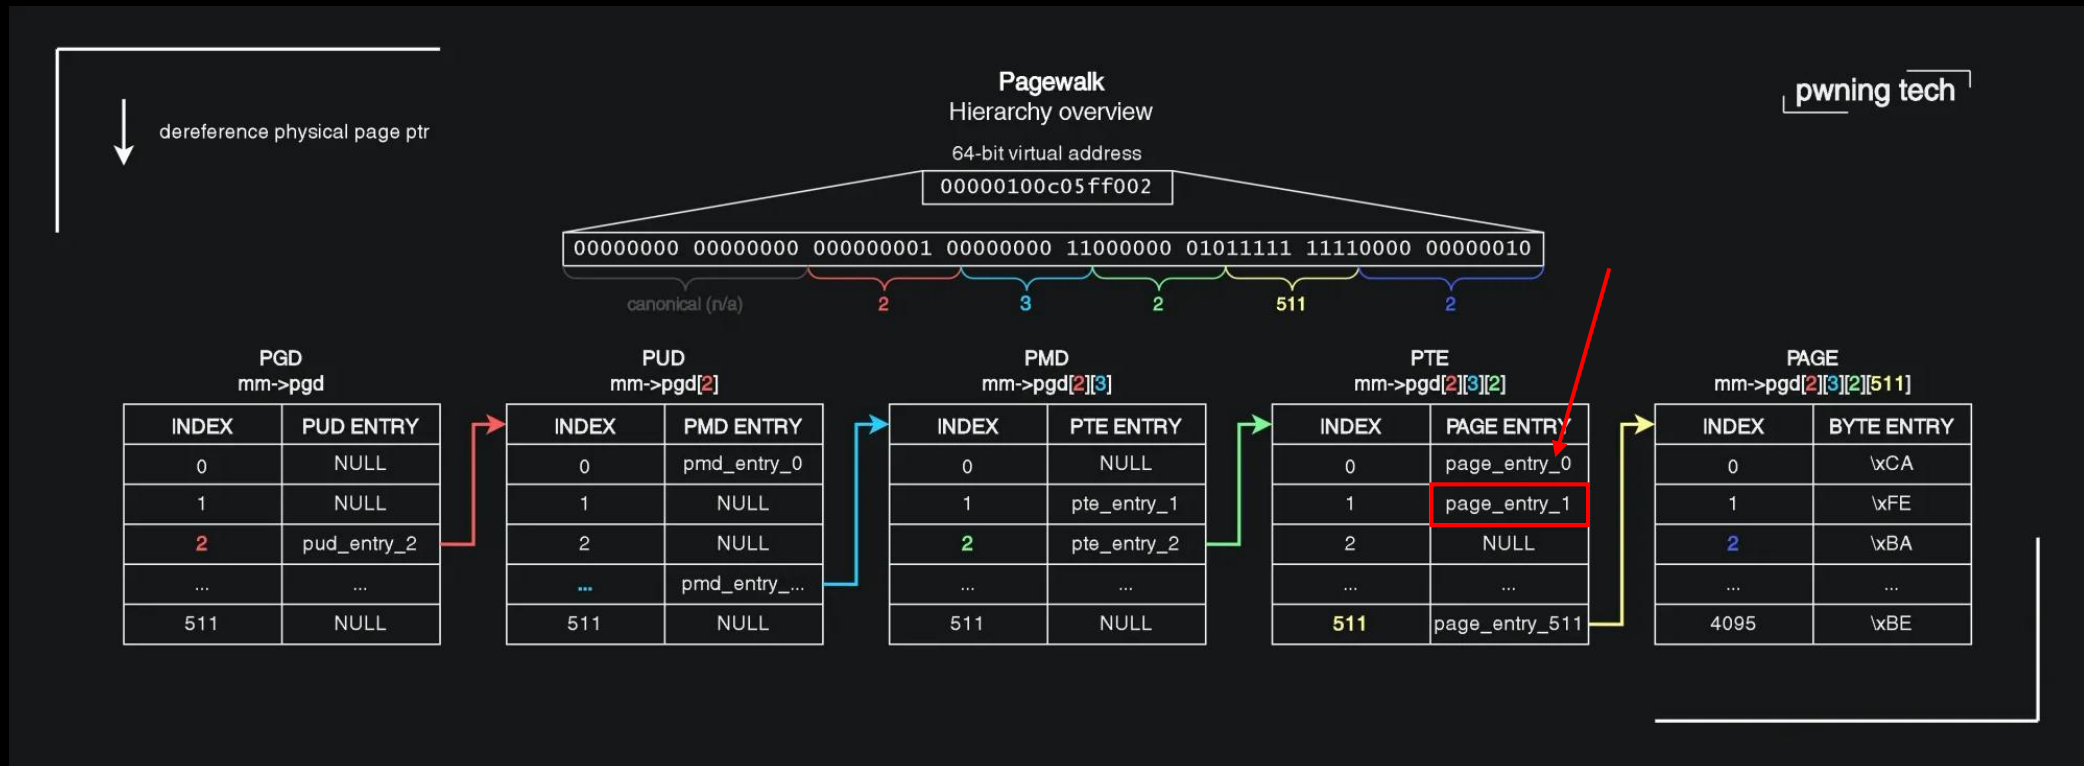 Pagewalk
Hierarchy overview
pwning tech
dereference physical page ptr
64-bit virtual address
00000100c05ff002
00000000 00000000 000000001 00000000 11000000 01011111 11110000 00000010
canonical (n/a) 2 3 2 511 2
PGD
mm->pgd
INDEX PUD ENTRY
0 NULL
1 NULL
2 pud_entry_2
... ...
511 NULL
PUD
mm->pgd[2]
INDEX PMD ENTRY
0 pmd_entry_0
1 NULL
2 NULL
... pmd_entry_...
511 NULL
PMD
mm->pgd[2][3]
INDEX PTE ENTRY
0 NULL
1 pte_entry_1
2 pte_entry_2
... ...
511 NULL
PTE
mm->pgd[2][3][2]
INDEX PAGE ENTRY
0 page_entry_0
1 page_entry_1
2 NULL
... ...
511 page_entry_511
PAGE
mm->pgd[2][3][2][511]
INDEX BYTE ENTRY
0 \xCA
1 \xFE
2 \xBA
... ...
4095 \xBE